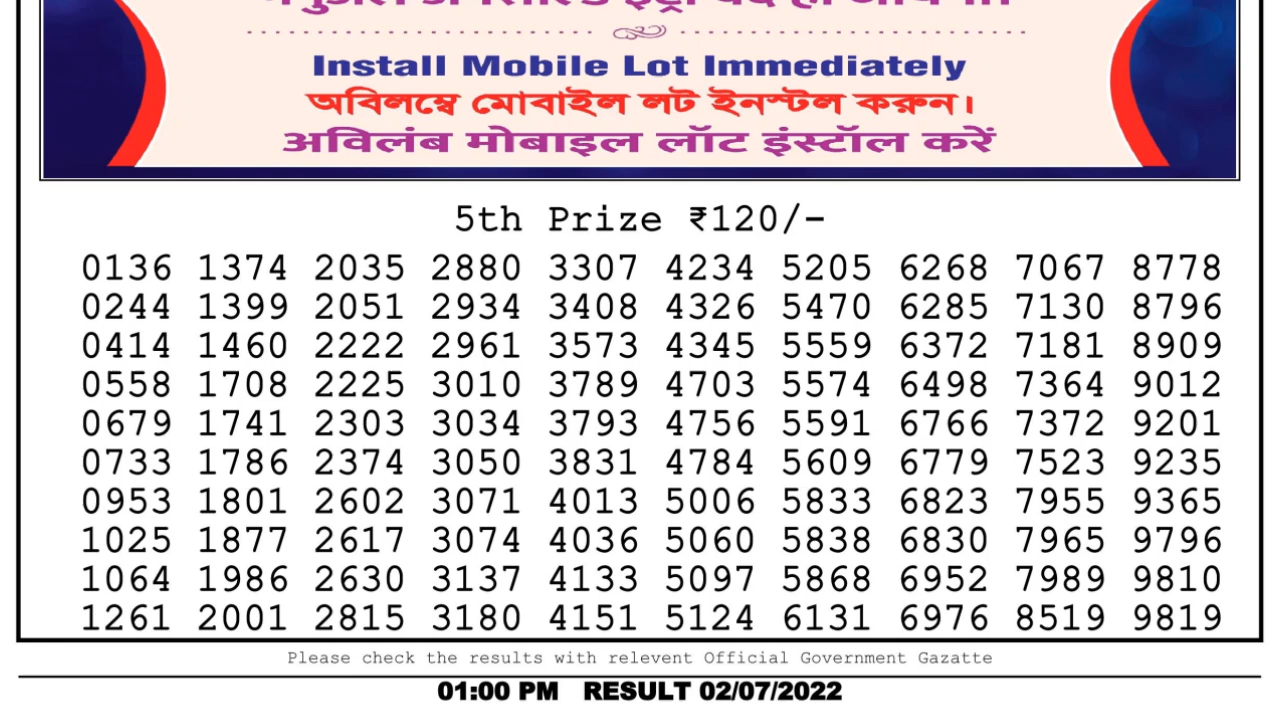 Install Mobile Lot Immediately
অবিলম্বে মোবাইল লট ইনস্টল করুন।
अविलंब मोबाइल लॉट इंस्टॉल करें
5th Prize ₹120/-
0136 1374 2035 2880 3307 4234 5205 6268 7067 8778
0244 1399 2051 2934 3408 4326 5470 6285 7130 8796
0414 1460 2222 2961 3573 4345 5559 6372 7181 8909
0558 1708 2225 3010 3789 4703 5574 6498 7364 9012
0679 1741 2303 3034 3793 4756 5591 6766 7372 9201
0733 1786 2374 3050 3831 4784 5609 6779 7523 9235
0953 1801 2602 3071 4013 5006 5833 6823 7955 9365
1025 1877 2617 3074 4036 5060 5838 6830 7965 9796
1064 1986 2630 3137 4133 5097 5868 6952 7989 9810
1261 2001 2815 3180 4151 5124 6131 6976 8519 9819
Please check the results with relevent Official Government Gazatte
01:00 PM RESULT 02/07/2022